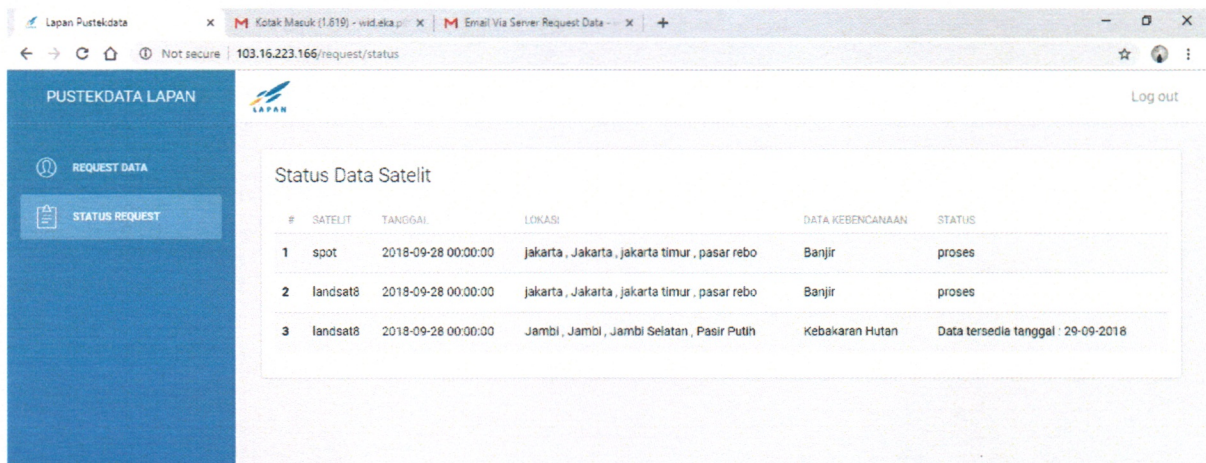 Lapan Pustekdata
Kotak Masuk (1.619) - wid.eka.p
Email Via Server Request Data -
Not secure 103.16.223.166/request/status
PUSTEKDATA LAPAN
LAPAN
Log out
REQUEST DATA
STATUS REQUEST
Status Data Satelit
# SATELIT TANGGAL LOKASI DATA KEBENCANAAN STATUS
1 spot 2018-09-28 00:00:00 jakarta , Jakarta , jakarta timur , pasar rebo Banjir proses
2 landsat8 2018-09-28 00:00:00 jakarta , Jakarta , jakarta timur , pasar rebo Banjir proses
3 landsat8 2018-09-28 00:00:00 Jambi , Jambi , Jambi Selatan , Pasir Putih Kebakaran Hutan Data tersedia tanggal : 29-09-2018